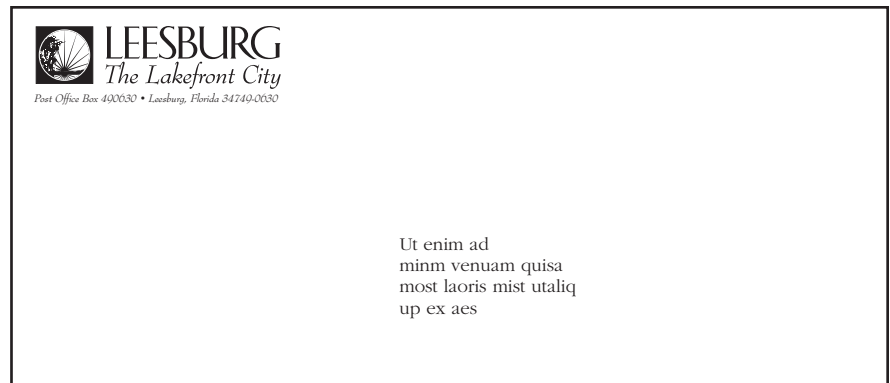 LEESBURG
The Lakefront City
Post Office Box 490630 • Leesburg, Florida 34749-0630
Ut enim ad
minm venuam quisa
most laoris mist utaliq
up ex aes